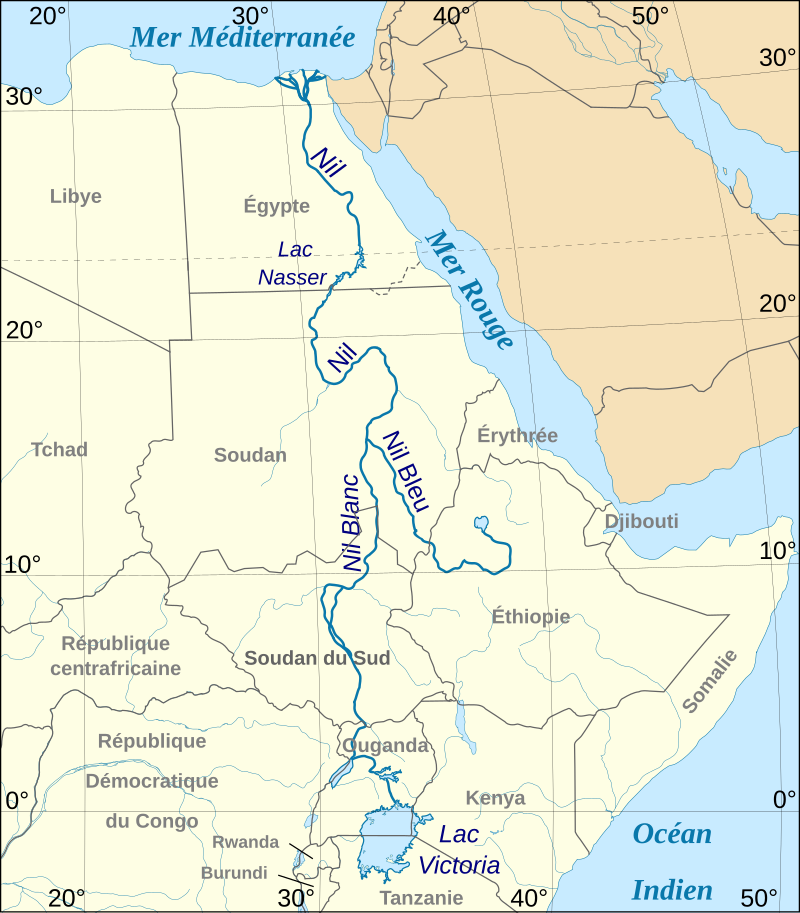 20°
30°
40°
50°
Mer Méditerranée
30°
30°
Nil
Libye
Égypte
Lac
Nasser
Mer Rouge
20°
20°
Nil
Tchad
Soudan
Érythrée
Nil Bleu
Nil Blanc
Djibouti
10°
10°
Éthiopie
République
centrafricaine
Soudan du Sud
Somalie
République
Démocratique
du Congo
Ouganda
0°
Kenya
0°
Rwanda
Burundi
Lac
Victoria
Océan
Indien
Tanzanie
20°
30°
40°
50°